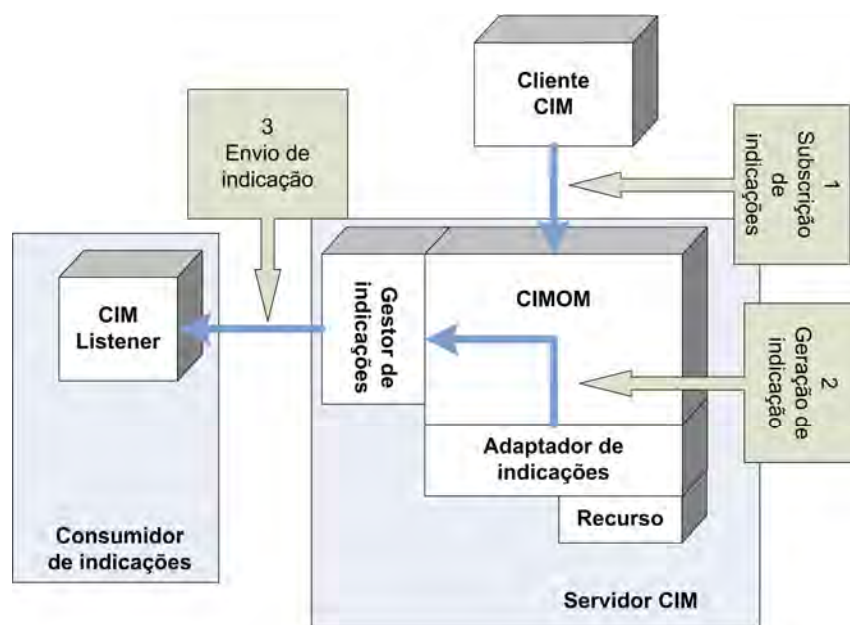 Cliente
CIM
3
Envio de
indicação
1
Subscrição
de
indicações
CIM
Listener
Gestor de
indicações
CIMOM
2
Geração de
indicação
Adaptador de
indicações
Recurso
Consumidor
de indicações
Servidor CIM